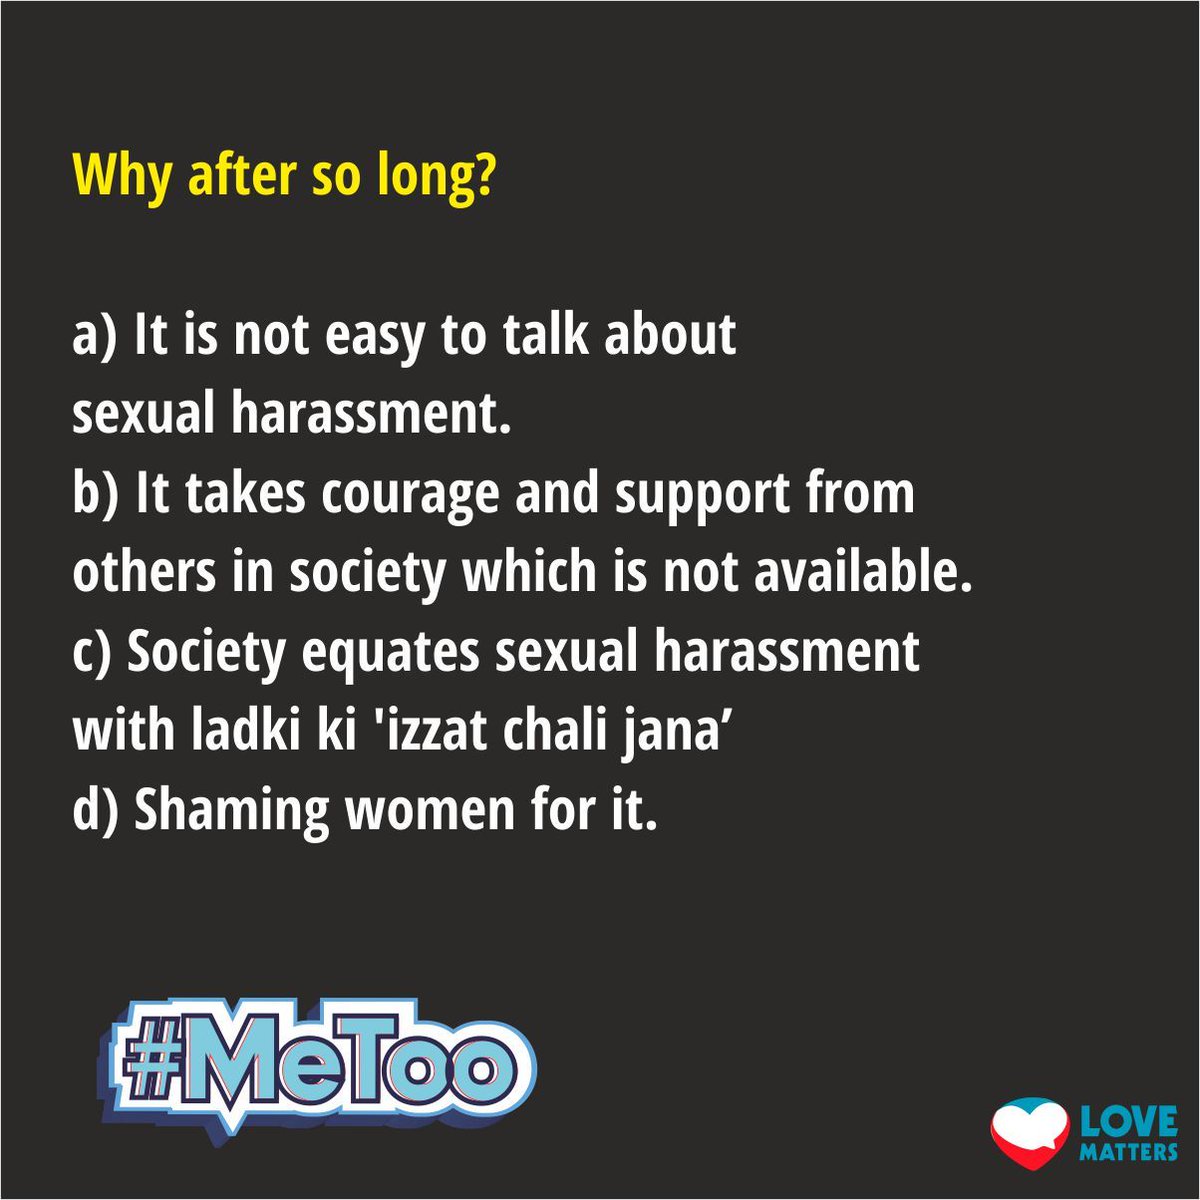 Why after so long?
a) It is not easy to talk about
sexual harassment.
b) It takes courage and support from
others in society which is not available.
c) Society equates sexual harassment
with ladki ki 'izzat chali jana’
d) Shaming women for it.
#MeToo
LOVE
MATTERS